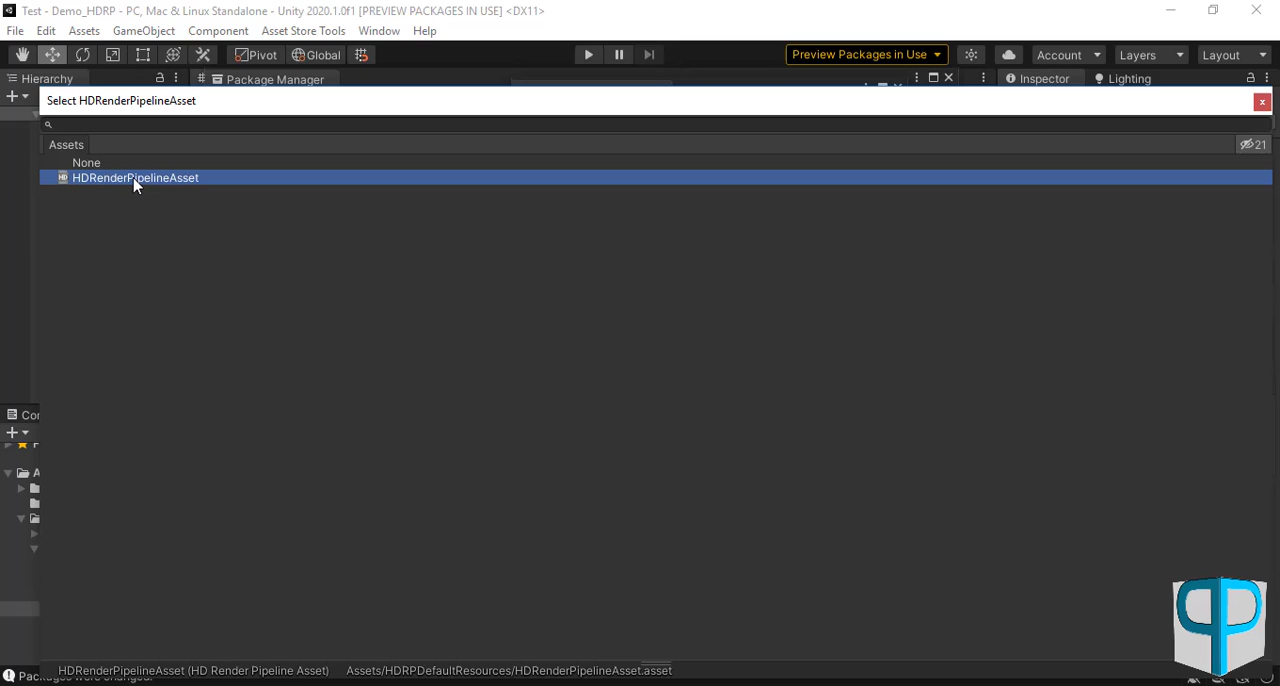 Test - Demo_HDRP - PC, Mac & Linux Standalone - Unity 2020.1.0f1 [PREVIEW PACKAGES IN USE] <DX11>
File Edit Assets GameObject Component Asset Store Tools Window Help
Pivot Global Preview Packages in Use Account Layers Layout
Hierarchy Package Manager Inspector Lighting
Select HDRenderPipelineAsset
Assets 21
None
HDRenderPipelineAsset
HDRenderPipelineAsset (HD Render Pipeline Asset) Assets/HDRPDefaultResources/HDRenderPipelineAsset.asset